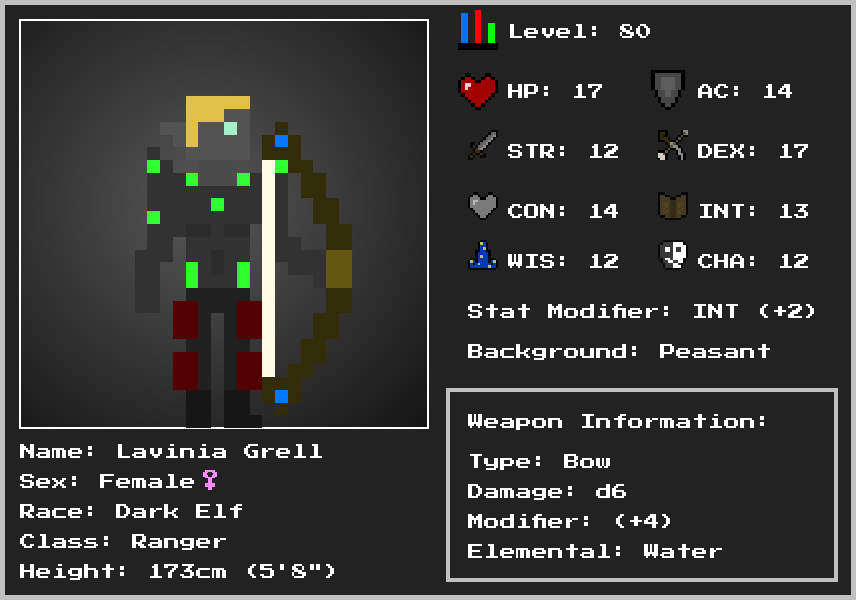 Level: 80
HP: 17
AC: 14
STR: 12
DEX: 17
CON: 14
INT: 13
WIS: 12
CHA: 12
Stat Modifier: INT (+2)
Background: Peasant
Weapon Information:
Type: Bow
Damage: d6
Modifier: (+4)
Elemental: Water
Name: Lavinia Grell
Sex: Female♀
Race: Dark Elf
Class: Ranger
Height: 173cm (5'8")